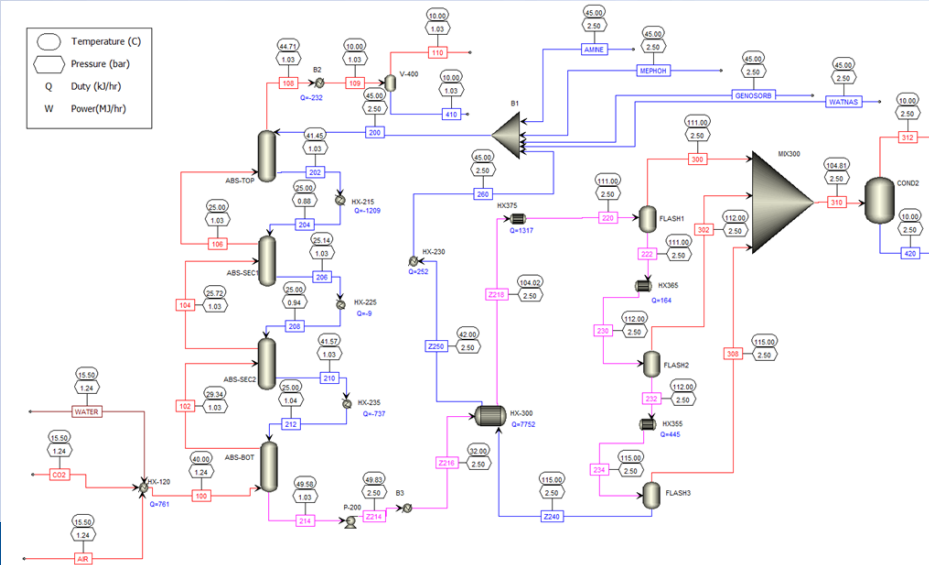 Temperature (C)
Pressure (bar)
Q Duty (kJ/hr)
W Power(MJ/hr)
44.71
1.03
108
B2
Q=-232
10.00
1.03
109
V-400
10.00
1.03
110
10.00
1.03
410
45.00
2.50
200
B1
45.00
2.50
AMINE
45.00
2.50
MEPHOH
45.00
2.50
GENOSORB
45.00
2.50
WATNAS
ABS-TOP
41.45
1.03
202
HX-215
Q=-1209
25.00
0.88
204
25.00
1.03
106
ABS-SEC1
25.14
1.03
206
HX-225
Q=-9
25.00
0.94
208
25.72
1.03
104
ABS-SEC2
41.57
1.03
210
HX-235
Q=-737
25.00
1.04
212
29.34
1.03
102
ABS-BOT
15.50
1.24
WATER
15.50
1.24
CO2
15.50
1.24
AIR
HX-120
Q=761
40.00
1.24
100
49.58
1.03
214
P-200
49.83
2.50
Z214
B3
32.00
2.50
Z216
HX-300
Q=7752
42.00
2.50
Z250
HX-230
Q=252
45.00
2.50
260
104.02
2.50
Z218
HX375
Q=1317
111.00
2.50
220
FLASH1
111.00
2.50
300
111.00
2.50
222
HX365
Q=164
112.00
2.50
230
FLASH2
112.00
2.50
302
112.00
2.50
232
HX355
Q=445
115.00
2.50
234
FLASH3
115.00
2.50
308
115.00
2.50
Z240
MIX300
104.81
2.50
310
COND2
10.00
2.50
312
10.00
2.50
420